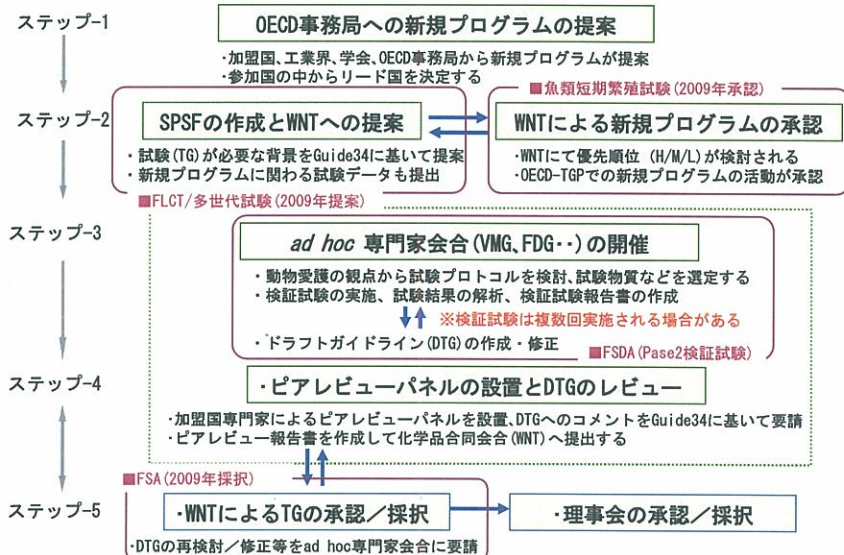 ステップ-1
OECD事務局への新規プログラムの提案
・加盟国、工業界、学会、OECD事務局から新規プログラムが提案
・参加国の中からリード国を決定する
■魚類短期繁殖試験(2009年承認)
ステップ-2
SPSFの作成とWNTへの提案
・試験(TG)が必要な背景をGuide34に基いて提案
・新規プログラムに関わる試験データも提出
WNTによる新規プログラムの承認
・WNTにて優先順位 (H/M/L)が検討される
・OECD-TGPでの新規プログラムの活動が承認
■FLCT/多世代試験(2009年提案)
ステップ-3
ad hoc 専門家会合(VMG、FDG・・)の開催
・動物愛護の観点から試験プロトコルを検討、試験物質などを選定する
・検証試験の実施、試験結果の解析、検証試験報告書の作成
※検証試験は複数回実施される場合がある
・ドラフトガイドライン(DTG)の作成・修正
■FSDA(Pase2検証試験)
ステップ-4
・ピアレビューパネルの設置とDTGのレビュー
・加盟国専門家によるピアレビューパネルを設置、DTGへのコメントをGuide34に基いて要請
・ピアレビュー報告書を作成して化学品合同会合(WNT)へ提出する
■FSA(2009年採択)
ステップ-5
・WNTによるTGの承認/採択
・理事会の承認/採択
・DTGの再検討/修正等をad hoc専門家会合に要請